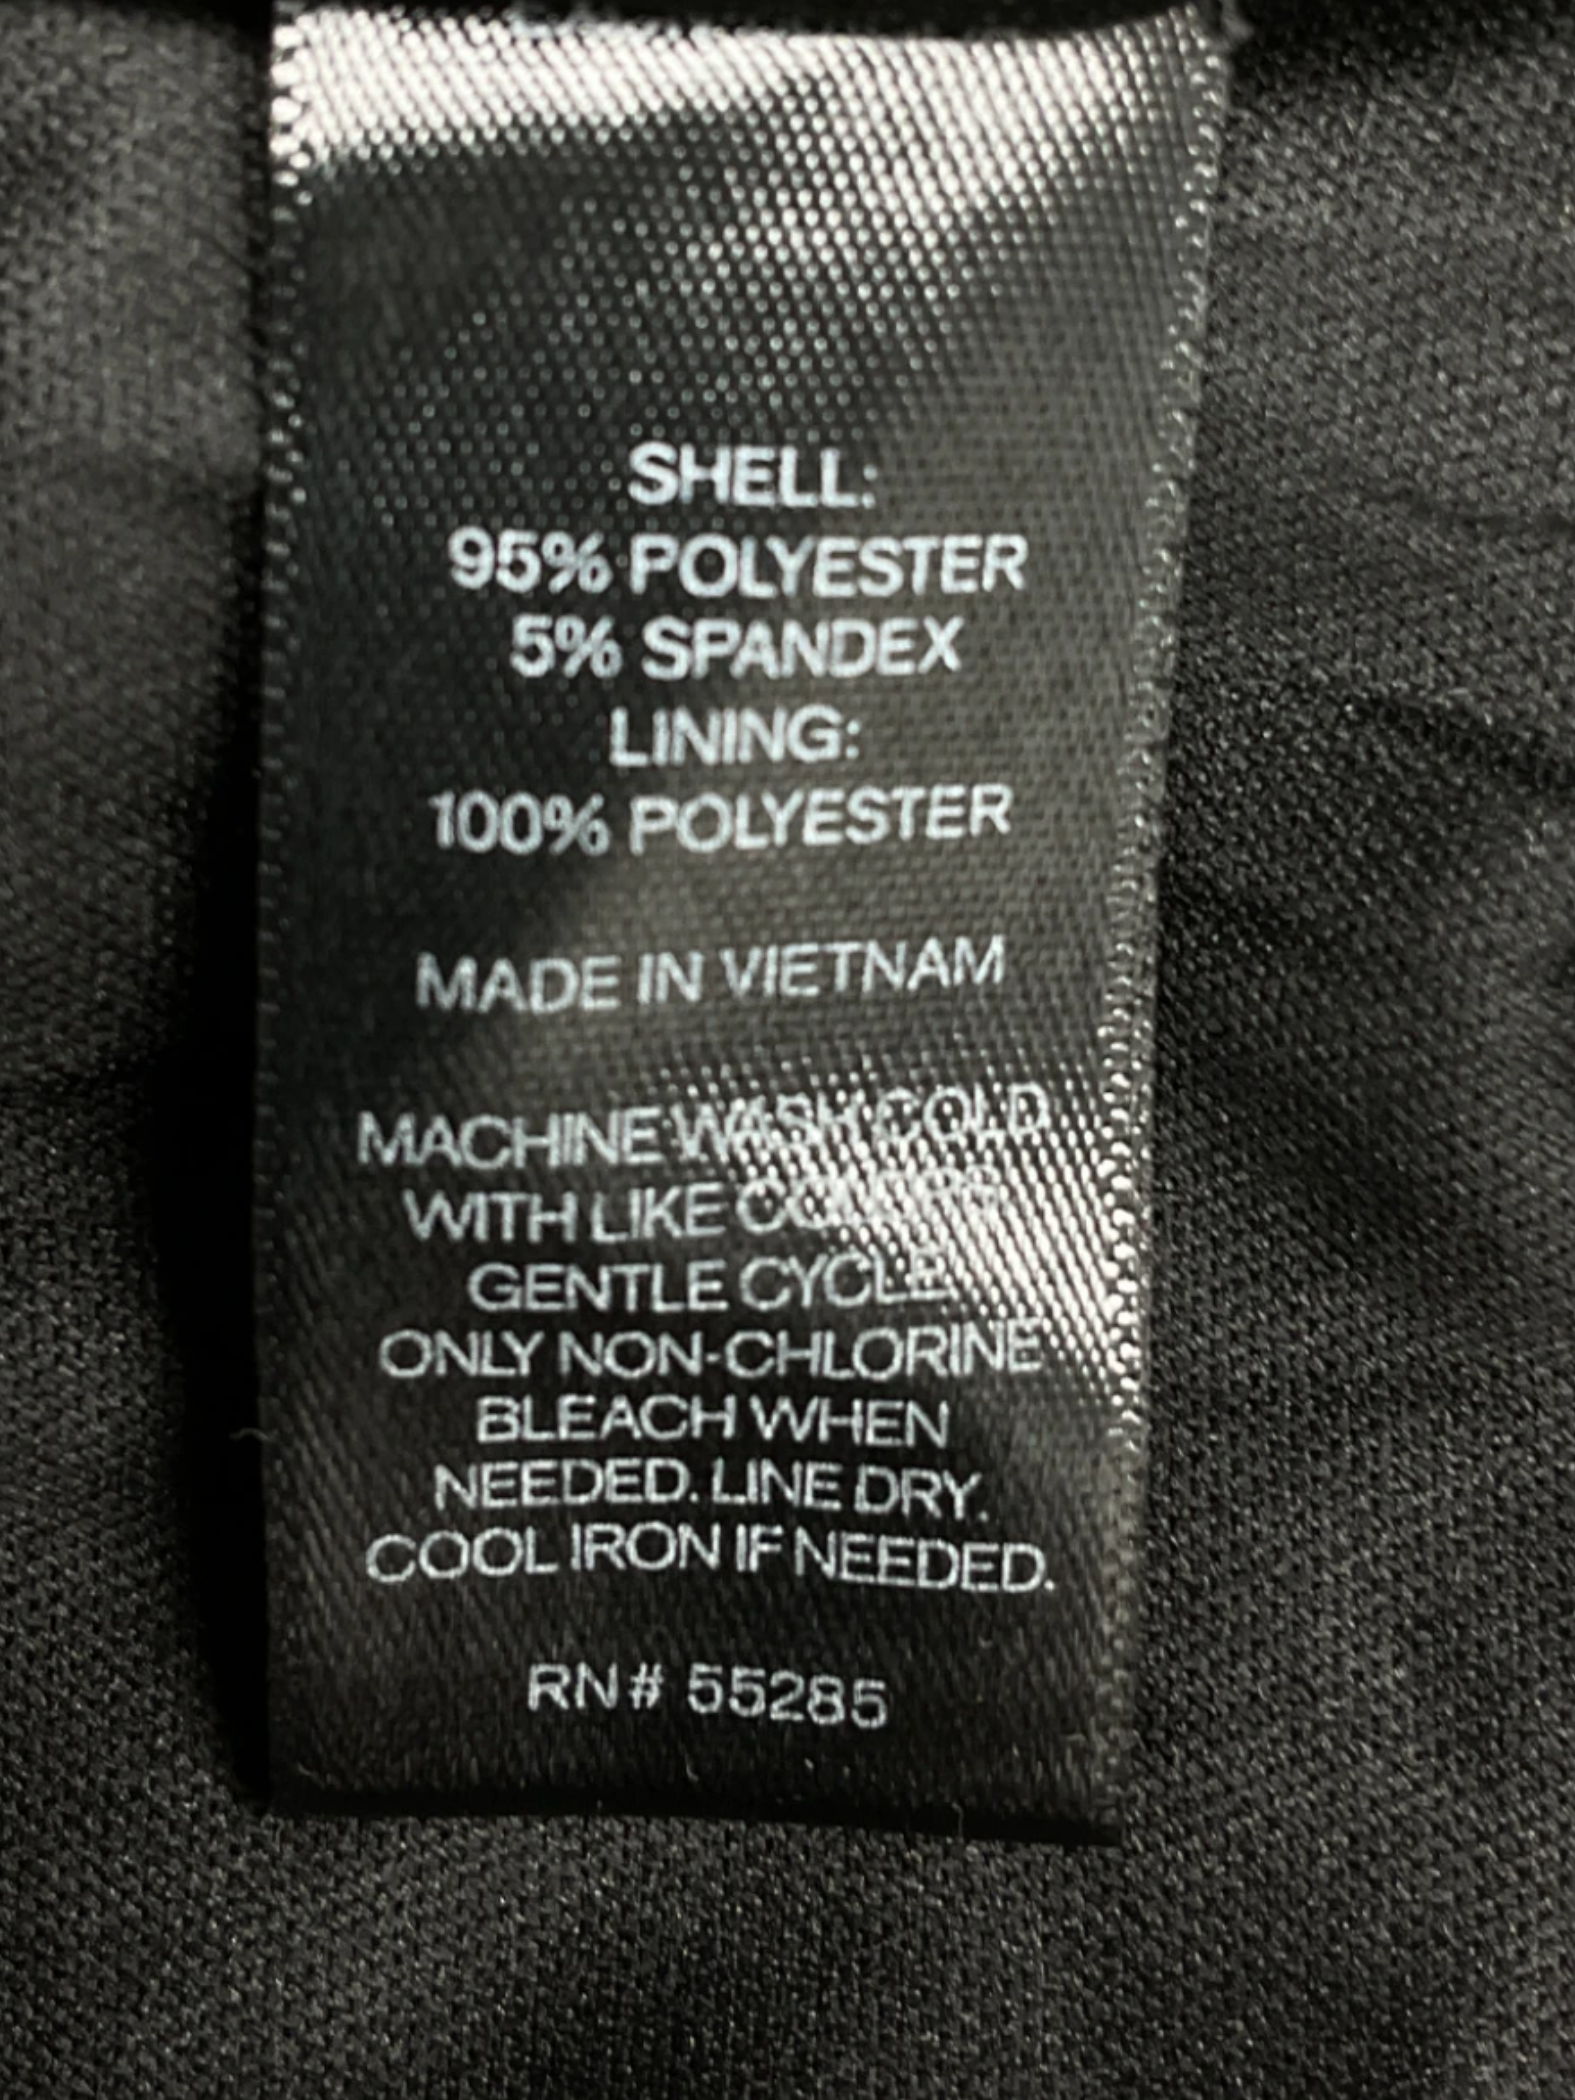 SHELL:
95% POLYESTER
5% SPANDEX
LINING:
100% POLYESTER
MADE IN VIETNAM
MACHINE WASH COLD
WITH LIKE COLORS
GENTLE CYCLE
ONLY NON-CHLORINE
BLEACH WHEN
NEEDED. LINE DRY.
COOL IRON IF NEEDED.
RN# 55285